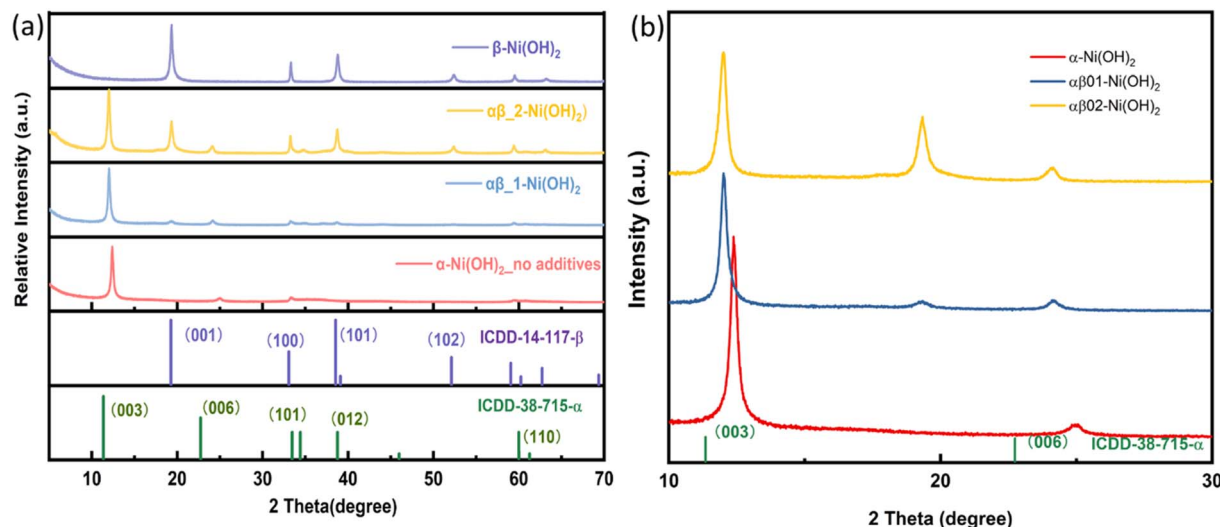 (a)
β-Ni(OH)2
αβ_2-Ni(OH)2)
αβ_1-Ni(OH)2
α-Ni(OH)2_no additives
(001)
(100)
(101)
(102)
ICDD-14-117-β
(003)
(006)
(101)
(012)
(110)
ICDD-38-715-α
10 20 30 40 50 60 70
2 Theta(degree)
Relative Intensity (a.u.)
(b)
α-Ni(OH)2
αβ01-Ni(OH)2
αβ02-Ni(OH)2
(003)
(006)
ICDD-38-715-α
10 20 30
2 Theta (degree)
Intensity (a.u.)